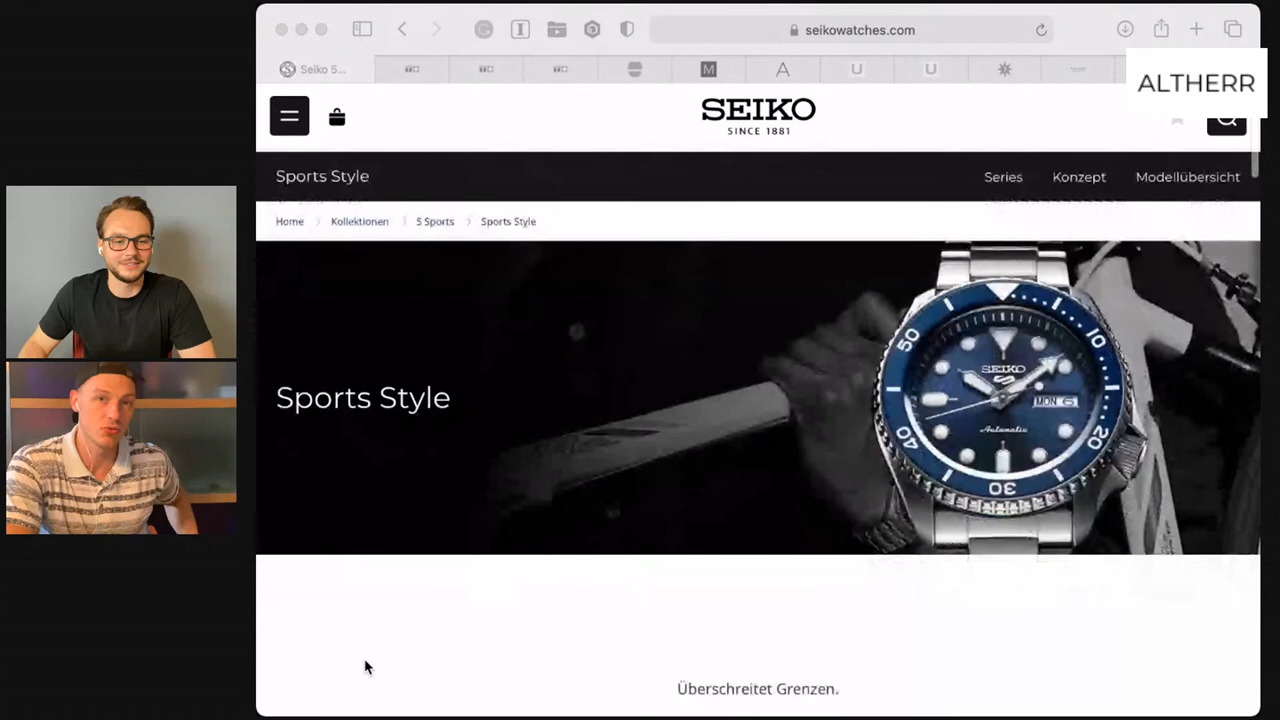 seikowatches.com
Seiko 5...
M
A
U
U
ALTHERR
SEIKO
SINCE 1881
Sports Style
Series
Konzept
Modellübersicht
Home
Kollektionen
5 Sports
Sports Style
Sports Style
50
10
SEIKO
MON 6
Automatic
40
20
30
Überschreitet Grenzen.